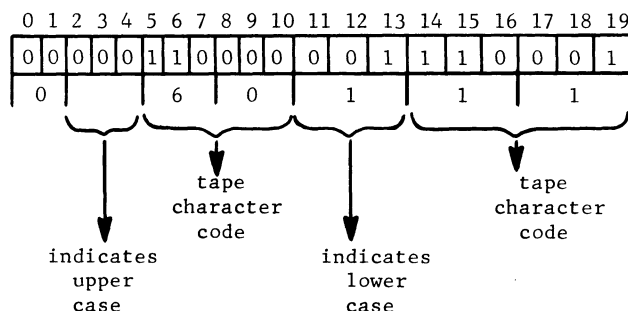 0 1 2 3 4 5 6 7 8 9 10 11 12 13 14 15 16 17 18 19
0 0 0 0 0 1 1 0 0 0 0 0 0 1 1 1 0 0 0 1
0 6 0 1 1 1
tape character code
tape character code
indicates upper case
indicates lower case